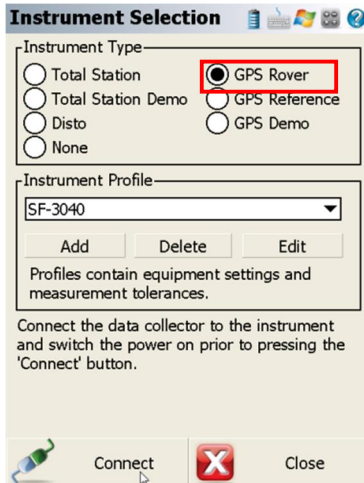 Instrument Selection
Instrument Type
Total Station
GPS Rover
Total Station Demo
GPS Reference
Disto
GPS Demo
None
Instrument Profile
SF-3040
Add
Delete
Edit
Profiles contain equipment settings and
measurement tolerances.
Connect the data collector to the instrument
and switch the power on prior to pressing the
'Connect' button.
Connect
Close